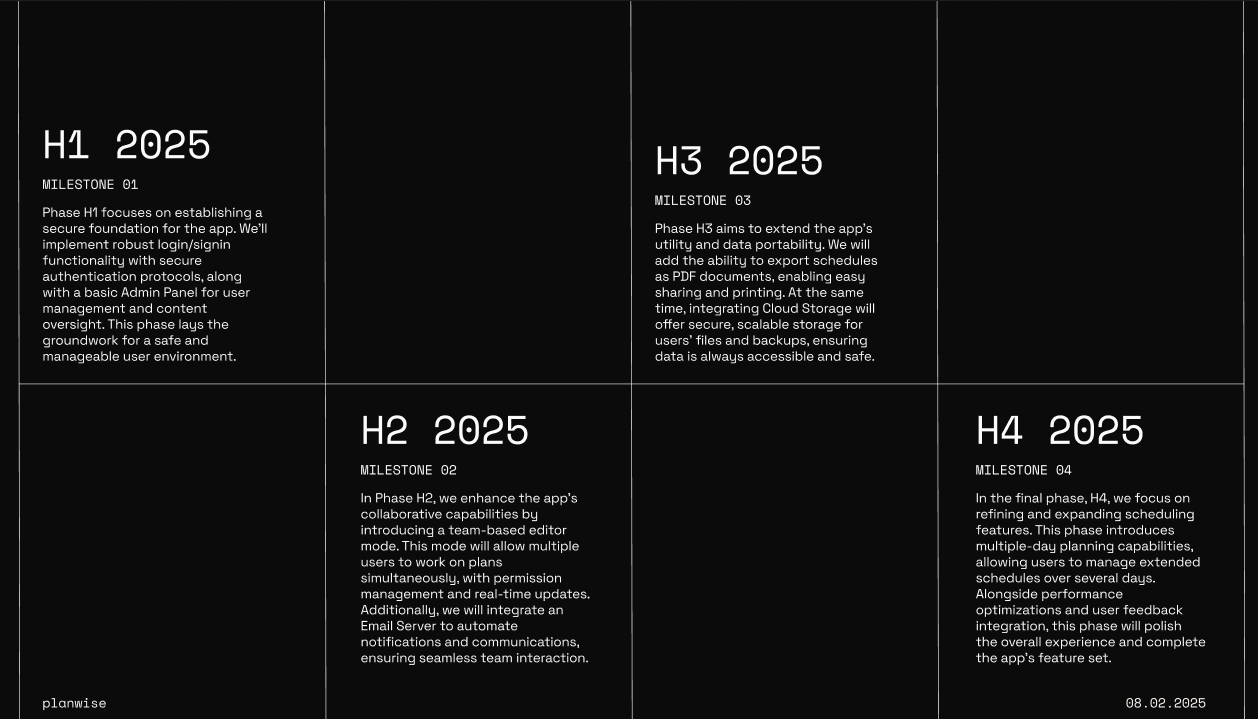 H1 2025
MILESTONE 01
Phase H1 focuses on establishing a
secure foundation for the app. We'll
implement robust login/signin
functionality with secure
authentication protocols, along
with a basic Admin Panel for user
management and content
oversight. This phase lays the
groundwork for a safe and
manageable user environment.
H2 2025
MILESTONE 02
In Phase H2, we enhance the app's
collaborative capabilities by
introducing a team-based editor
mode. This mode will allow multiple
users to work on plans
simultaneously, with permission
management and real-time updates.
Additionally, we will integrate an
Email Server to automate
notifications and communications,
ensuring seamless team interaction.
H3 2025
MILESTONE 03
Phase H3 aims to extend the app's
utility and data portability. We will
add the ability to export schedules
as PDF documents, enabling easy
sharing and printing. At the same
time, integrating Cloud Storage will
offer secure, scalable storage for
users' files and backups, ensuring
data is always accessible and safe.
H4 2025
MILESTONE 04
In the final phase, H4, we focus on
refining and expanding scheduling
features. This phase introduces
multiple-day planning capabilities,
allowing users to manage extended
schedules over several days.
Alongside performance
optimizations and user feedback
integration, this phase will polish
the overall experience and complete
the app's feature set.
planwise
08.02.2025